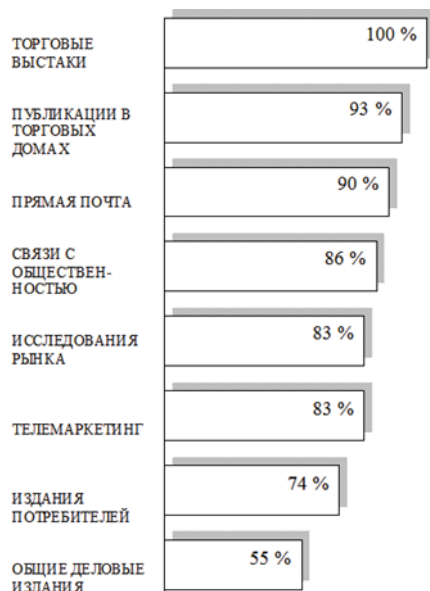 ТОРГОВЫЕ
ВЫСТАКИ
100 %
ПУБЛИКАЦИИ В
ТОРГОВЫХ
ДОМАХ
93 %
ПРЯМАЯ ПОЧТА
90 %
СВЯЗИ С
ОБЩЕСТВЕН-
НОСТЬЮ
86 %
ИССЛЕДОВАНИЯ
РЫНКА
83 %
ТЕЛЕМАРКЕТИНГ
83 %
ИЗДАНИЯ
ПОТРЕБИТЕЛЕЙ
74 %
ОБЩИЕ ДЕЛОВЫЕ
ИЗДАНИЯ
55 %